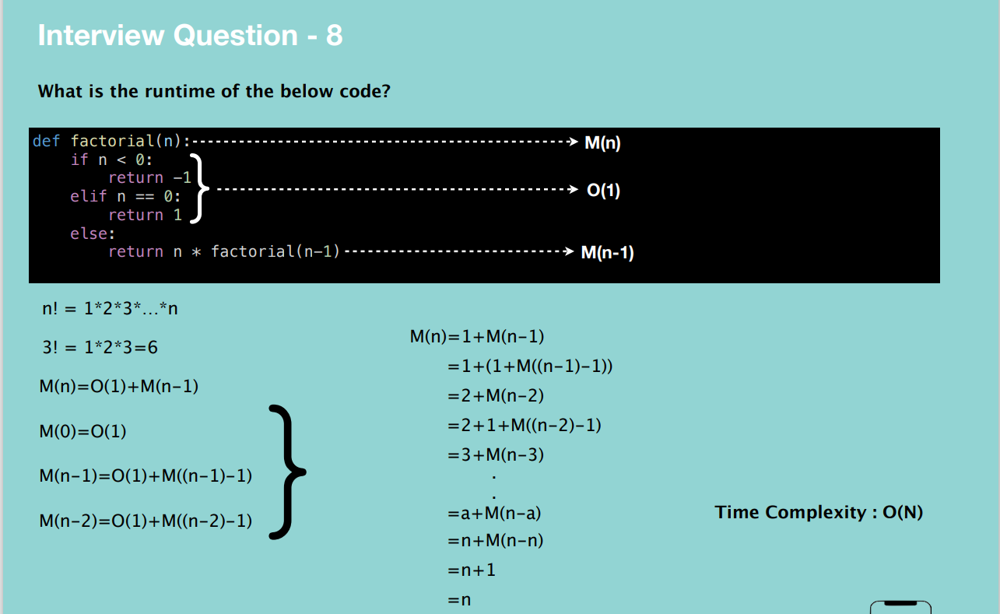 Interview Question - 8
What is the runtime of the below code?
def factorial(n):
M(n)
if n < 0:
return -1
elif n == 0:
return 1
O(1)
else:
return n * factorial(n-1)
M(n-1)
n! = 1*2*3*...*n
3! = 1*2*3=6
M(n)=O(1)+M(n-1)
M(0)=O(1)
M(n-1)=O(1)+M((n-1)-1)
M(n-2)=O(1)+M((n-2)-1)
M(n)=1+M(n-1)
=1+(1+M((n-1)-1))
=2+M(n-2)
=2+1+M((n-2)-1)
=3+M(n-3)
.
.
=a+M(n-a)
=n+M(n-n)
=n+1
=n
Time Complexity : O(N)